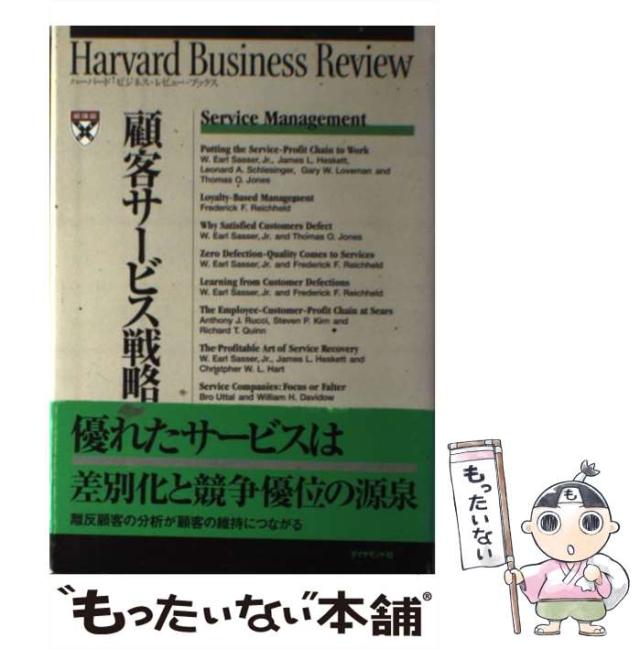 Harvard Business Review
ハーバード・ビジネス・レビュー・ブックス
顧客サービス戦略
Service Management
Putting the Service-Profit Chain to Work
W. Earl Sasser, Jr., James L. Heskett,
Leonard A. Schlesinger, Gary W. Loveman and
Thomas O. Jones
Loyalty-Based Management
Frederick F. Reichheld
Why Satisfied Customers Defect
W. Earl Sasser, Jr. and Thomas O. Jones
Zero Defection-Quality Comes to Services
W. Earl Sasser, Jr. and Frederick F. Reichheld
Learning from Customer Defections
W. Earl Sasser, Jr. and Frederick F. Reichheld
The Employee-Customer-Profit Chain at Sears
Anthony J. Rucci, Steven P. Kirn and
Richard T. Quinn
The Profitable Art of Service Recovery
W. Earl Sasser, Jr., James L. Heskett and
Christpher W. L. Hart
Service Companies: Focus or Falter
Bro Uttal and William H. Davidow
優れたサービスは
差別化と競争優位の源泉
離反顧客の分析が顧客の維持につながる
ダイヤモンド社
"もったいない"本舗®
もったいない
も